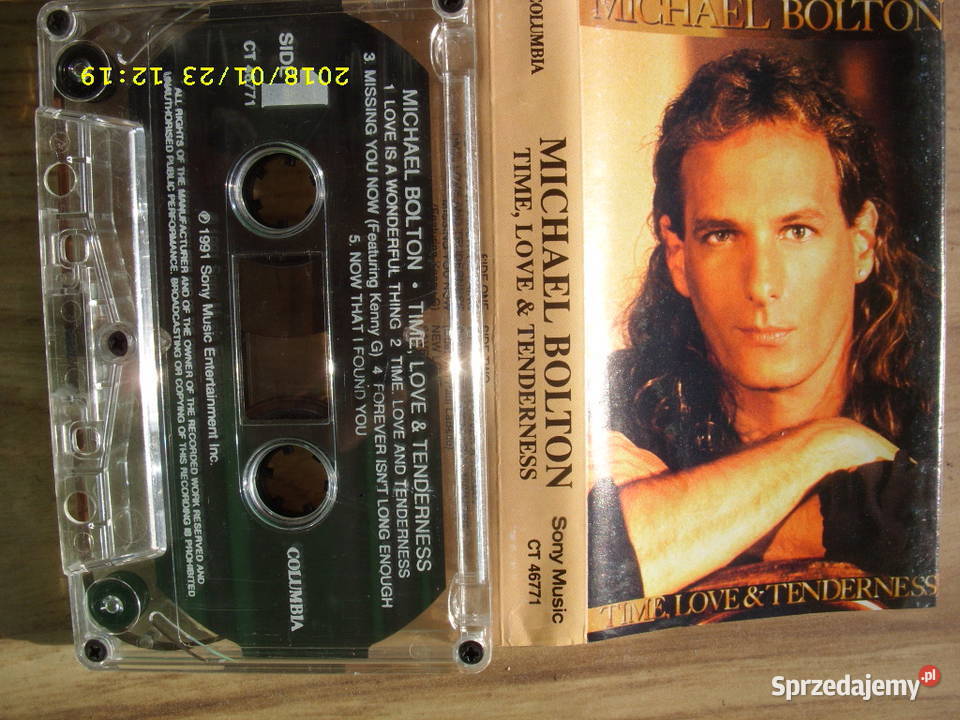 MICHAEL BOLTON
TIME, LOVE & TENDERNESS
COLUMBIA
MICHAEL BOLTON
TIME, LOVE & TENDERNESS
Sony Music
CT 46771
MICHAEL BOLTON • TIME, LOVE & TENDERNESS
1 LOVE IS A WONDERFUL THING 2. TIME, LOVE AND TENDERNESS
3. MISSING YOU NOW (Featuring Kenny G) 4. FOREVER ISN'T LONG ENOUGH
5. NOW THAT I FOUND YOU
SIDE
COLUMBIA
℗ 1991 Sony Music Entertainment Inc.
ALL RIGHTS OF THE MANUFACTURER AND OF THE OWNER OF THE RECORDED WORK RESERVED AND
UNAUTHORISED PUBLIC PERFORMANCE, BROADCASTING OR COPYING OF THIS RECORDING IS PROHIBITED
2018/01/23 12:19
Sprzedajemy.pl